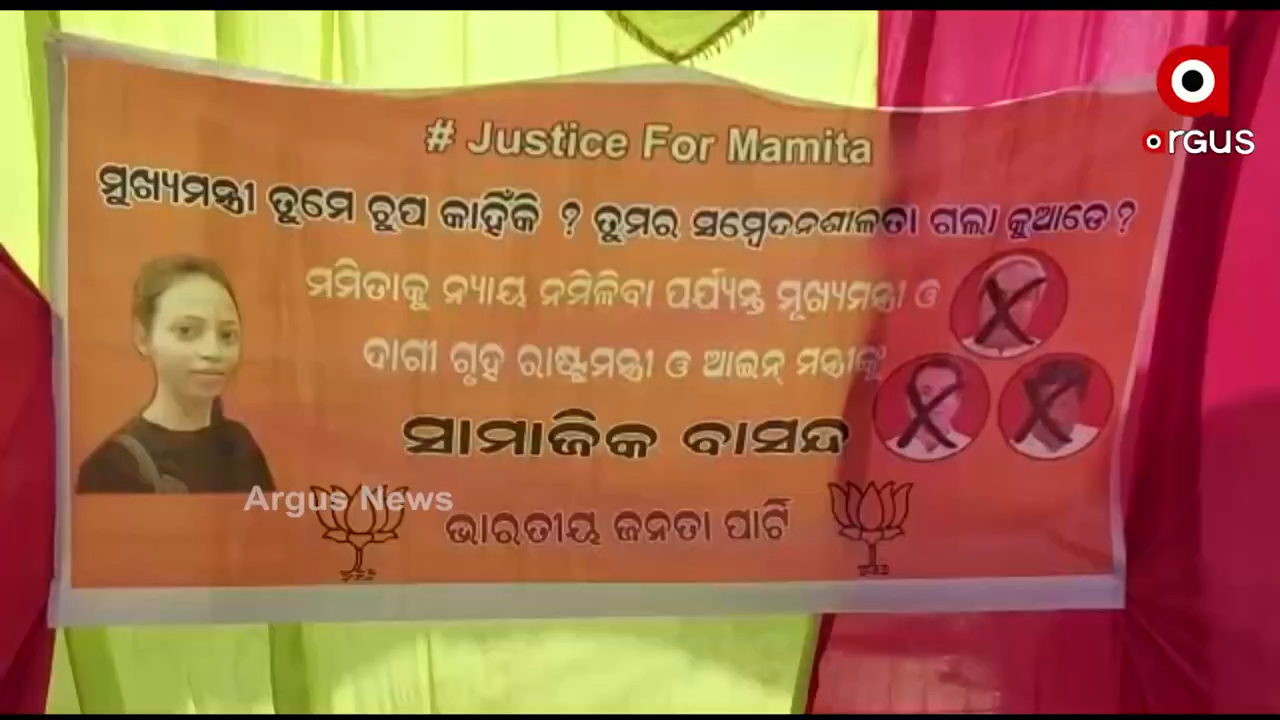 # Justice For Mamita
ମୁଖ୍ୟମନ୍ତ୍ରୀ ତୁମେ ଚୁପ କାହିଁକି ? ତୁମର ସମ୍ବେଦନଶୀଳତା ଗଲା କୁଆଡେ ?
ମମିତାକୁ ନ୍ୟାୟ ନମିଳିବା ପର୍ଯ୍ୟନ୍ତ ମୂଖ୍ୟମନ୍ତ୍ରୀ ଓ
ଦାଗୀ ଗୃହ ରାଷ୍ଟ୍ରମନ୍ତ୍ରୀ ଓ ଆଇନ୍ ମନ୍ତ୍ରୀକୁ
ସାମାଜିକ ବାସନ୍ଦ
ଭାରତୀୟ ଜନତା ପାର୍ଟି
Argus News
argus